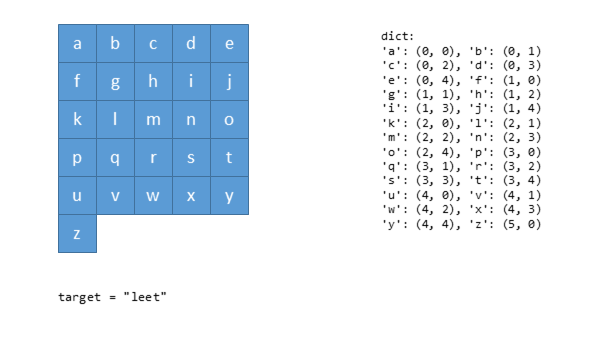 a b c d e
f g h i j
k l m n o
p q r s t
u v w x y
z
target = "leet"
dict:
'a': (0, 0), 'b': (0, 1)
'c': (0, 2), 'd': (0, 3)
'e': (0, 4), 'f': (1, 0)
'g': (1, 1), 'h': (1, 2)
'i': (1, 3), 'j': (1, 4)
'k': (2, 0), 'l': (2, 1)
'm': (2, 2), 'n': (2, 3)
'o': (2, 4), 'p': (3, 0)
'q': (3, 1), 'r': (3, 2)
's': (3, 3), 't': (3, 4)
'u': (4, 0), 'v': (4, 1)
'w': (4, 2), 'x': (4, 3)
'y': (4, 4), 'z': (5, 0)